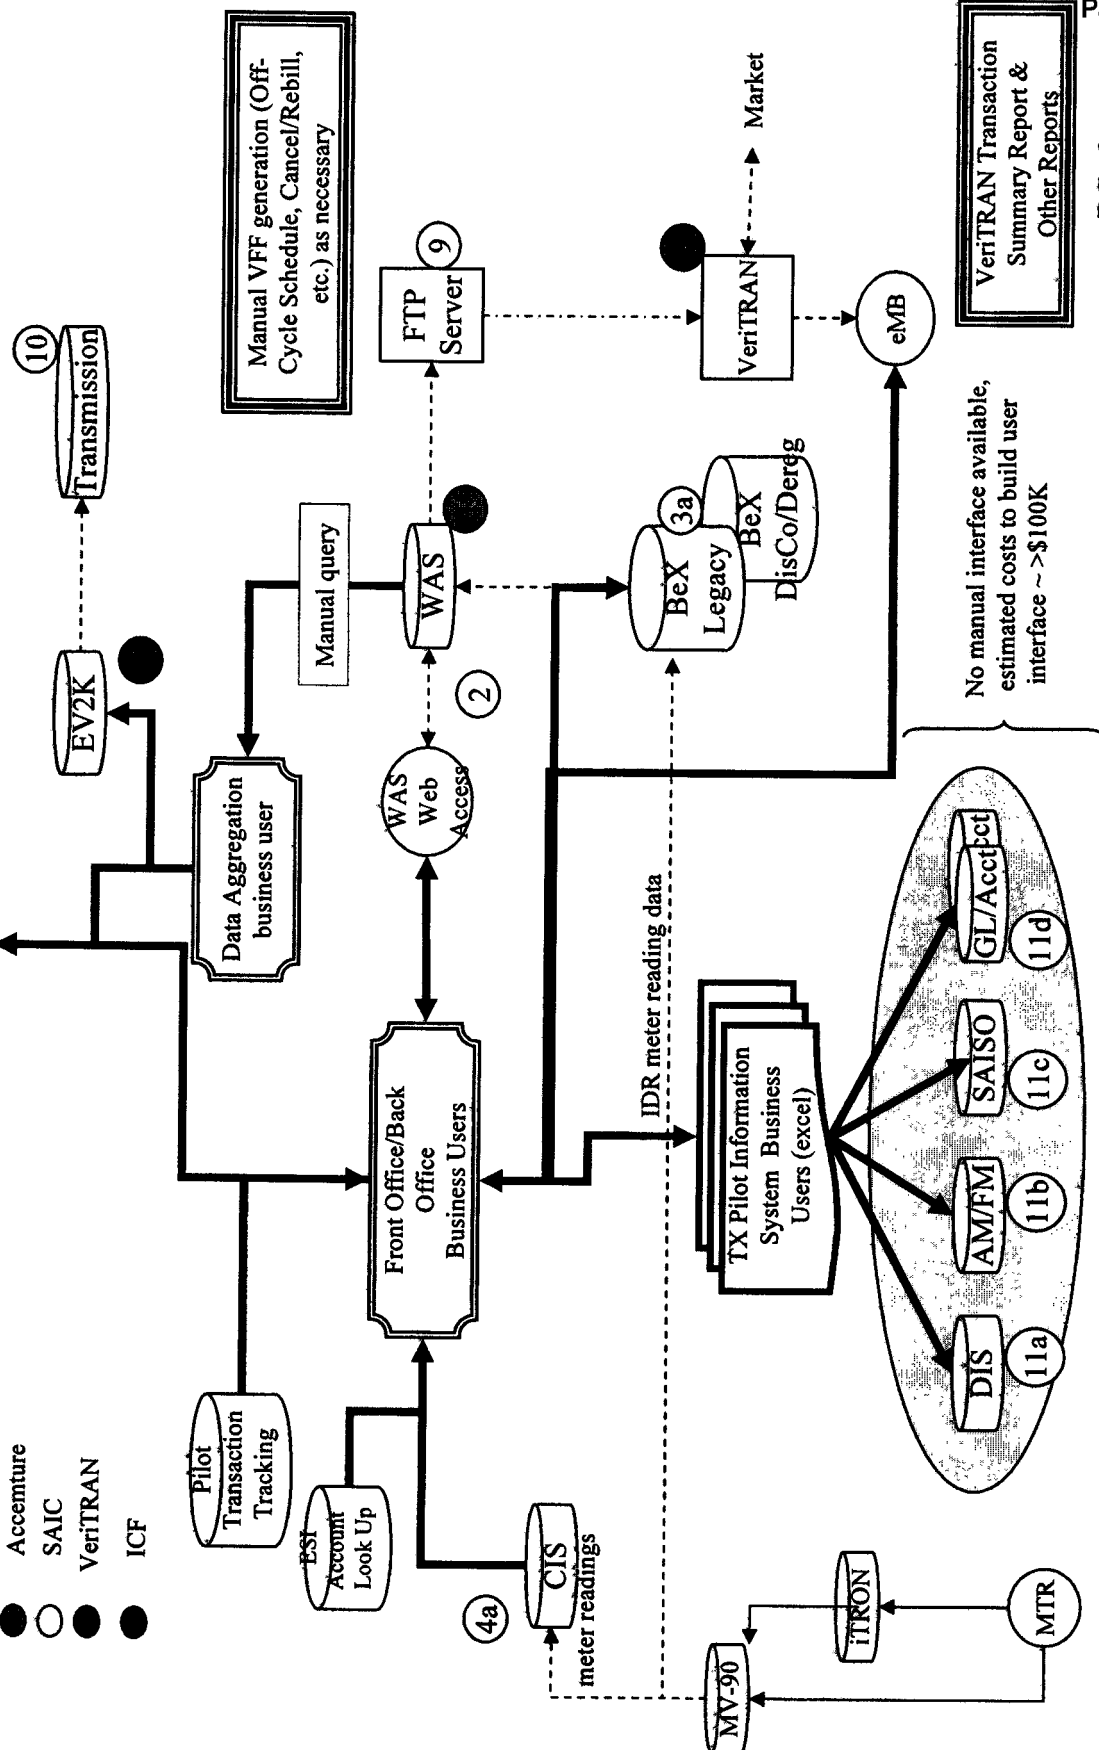 Accemture
SAIC
VeriTRAN
ICF
Pilot
Transaction
Tracking
ESI
Account
Look Up
4a
CIS
meter readings
MV-90
iTRON
MTR
10
Transmission
EV2K
Data Aggregation
business user
Manual query
Manual VFF generation (Off-
Cycle Schedule, Cancel/Rebill,
etc.) as necessary
Front Office/Back
Office
Business Users
WAS
Web
Access
2
WAS
FTP
Server
9
IDR meter reading data
BeX
Legacy
3a
BeX
DisCo/Dereg
VeriTRAN
Market
eMB
TX Pilot Information
System Business
Users (excel)
DIS
11a
AM/FM
11b
SAISO
11c
GL/Acct
cct
11d
No manual interface available,
estimated costs to build user
interface ~ >$100K
VeriTRAN Transaction
Summary Report &
Other Reports